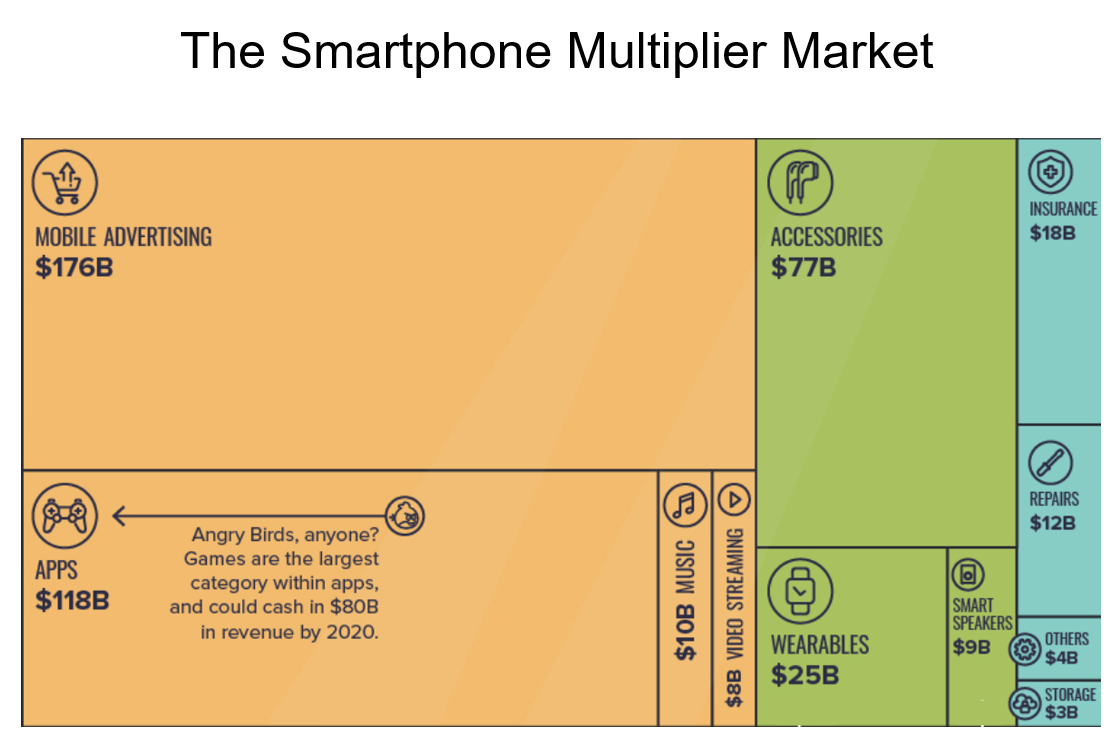 The Smartphone Multiplier Market
MOBILE ADVERTISING
$176B
APPS
$118B
Angry Birds, anyone?
Games are the largest
category within apps,
and could cash in $80B
in revenue by 2020.
$10B MUSIC
$8B VIDEO STREAMING
ACCESSORIES
$77B
WEARABLES
$25B
SMART
SPEAKERS
$9B
INSURANCE
$18B
REPAIRS
$12B
OTHERS
$4B
STORAGE
$3B